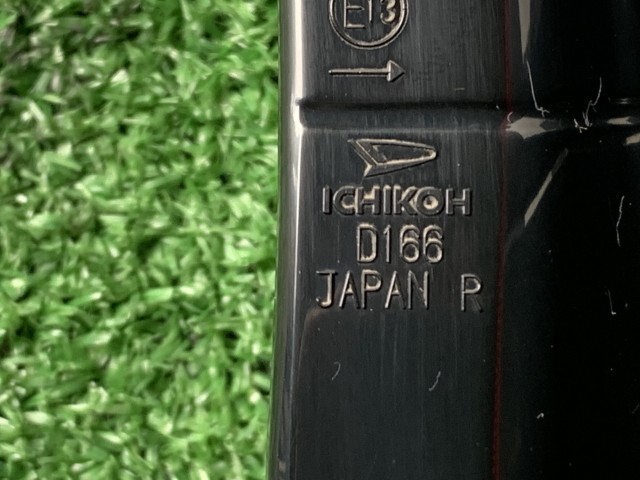 E13
ICHIKOH
D166
JAPAN R